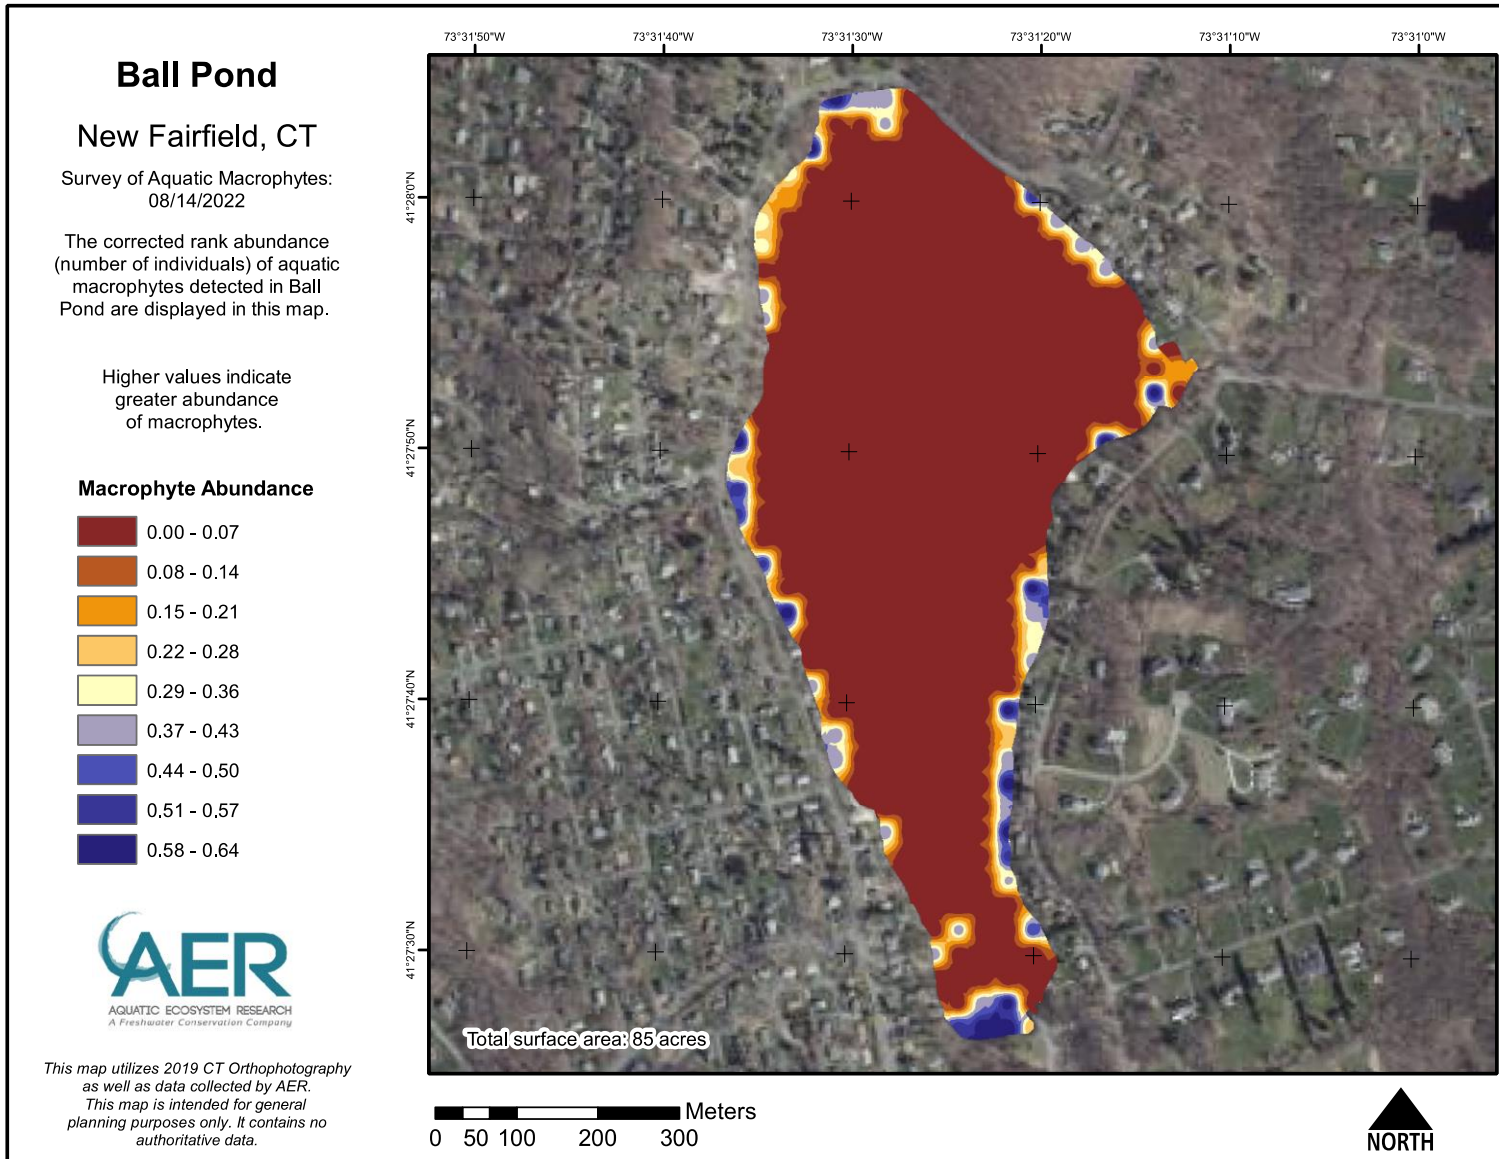 Ball Pond
New Fairfield, CT
Survey of Aquatic Macrophytes:
08/14/2022
The corrected rank abundance
(number of individuals) of aquatic
macrophytes detected in Ball
Pond are displayed in this map.
Higher values indicate
greater abundance
of macrophytes.
Macrophyte Abundance
0.00 - 0.07
0.08 - 0.14
0.15 - 0.21
0.22 - 0.28
0.29 - 0.36
0.37 - 0.43
0.44 - 0.50
0.51 - 0.57
0.58 - 0.64
AER
AQUATIC ECOSYSTEM RESEARCH
A Freshwater Conservation Company
This map utilizes 2019 CT Orthophotography
as well as data collected by AER.
This map is intended for general
planning purposes only. It contains no
authoritative data.
73°31'50"W 73°31'40"W 73°31'30"W 73°31'20"W 73°31'10"W 73°31'0"W
41°28'0"N
41°27'50"N
41°27'40"N
41°27'30"N
Total surface area: 85 acres
Meters
0 50 100 200 300
NORTH